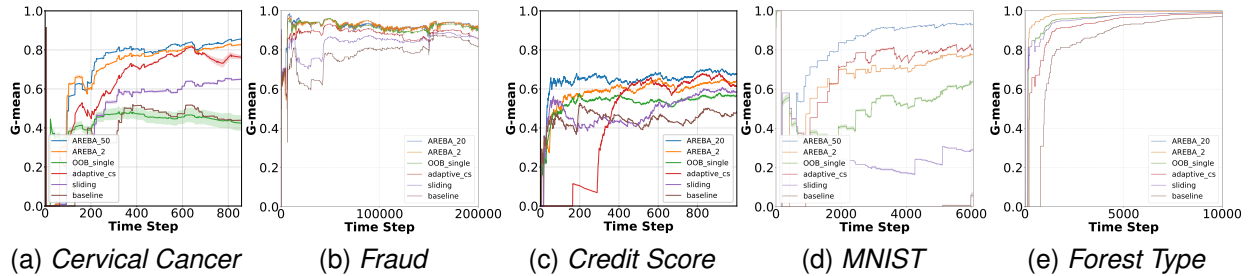 G-mean
1.0
0.8
0.6
0.4
0.2
0.0
AREBA_50
AREBA_2
OOB_single
adaptive_cs
sliding
baseline
0 200 400 600 800
Time Step
(a) Cervical Cancer
G-mean
1.0
0.8
0.6
0.4
0.2
0.0
AREBA_20
AREBA_2
OOB_single
adaptive_cs
sliding
baseline
0 100000 200000
Time Step
(b) Fraud
G-mean
1.0
0.8
0.6
0.4
0.2
0.0
AREBA_20
AREBA_2
OOB_single
adaptive_cs
sliding
baseline
0 200 400 600 800
Time Step
(c) Credit Score
G-mean
1.0
0.8
0.6
0.4
0.2
0.0
AREBA_50
AREBA_2
OOB_single
adaptive_cs
sliding
baseline
0 2000 4000 6000
Time Step
(d) MNIST
G-mean
1.0
0.8
0.6
0.4
0.2
0.0
AREBA_20
AREBA_2
OOB_single
adaptive_cs
sliding
baseline
0 5000 10000
Time Step
(e) Forest Type